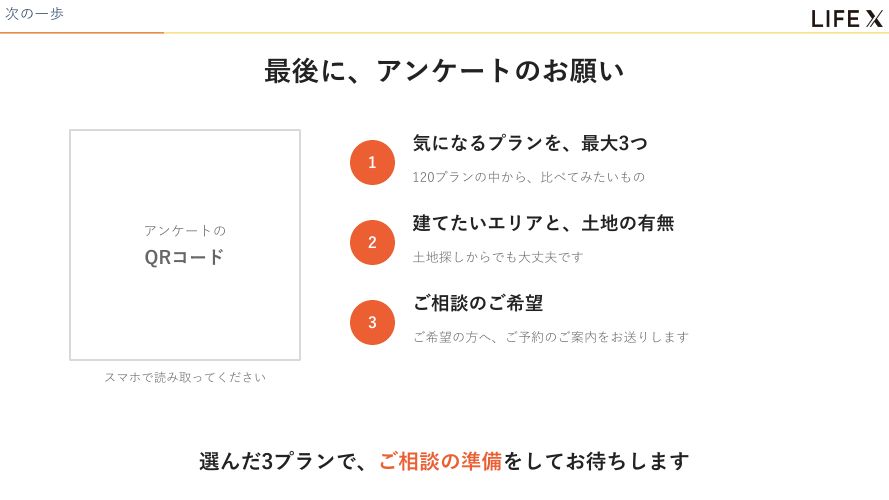 次の一歩
LIFE X
最後に、アンケートのお願い
アンケートの
QRコード
スマホで読み取ってください
1
気になるプランを、最大3つ
120プランの中から、比べてみたいもの
2
建てたいエリアと、土地の有無
土地探しからでも大丈夫です
3
ご相談のご希望
ご希望の方へ、ご予約のご案内をお送りします
選んだ3プランで、ご相談の準備をしてお待ちします